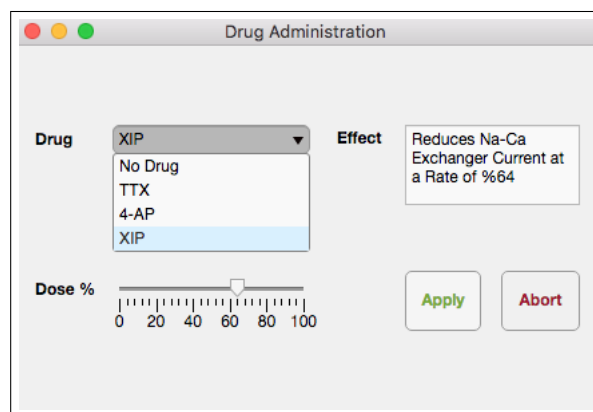 Drug Administration
Drug
XIP
No Drug
TTX
4-AP
XIP
Effect
Reduces Na-Ca
Exchanger Current at
a Rate of %64
Dose %
0 20 40 60 80 100
Apply
Abort